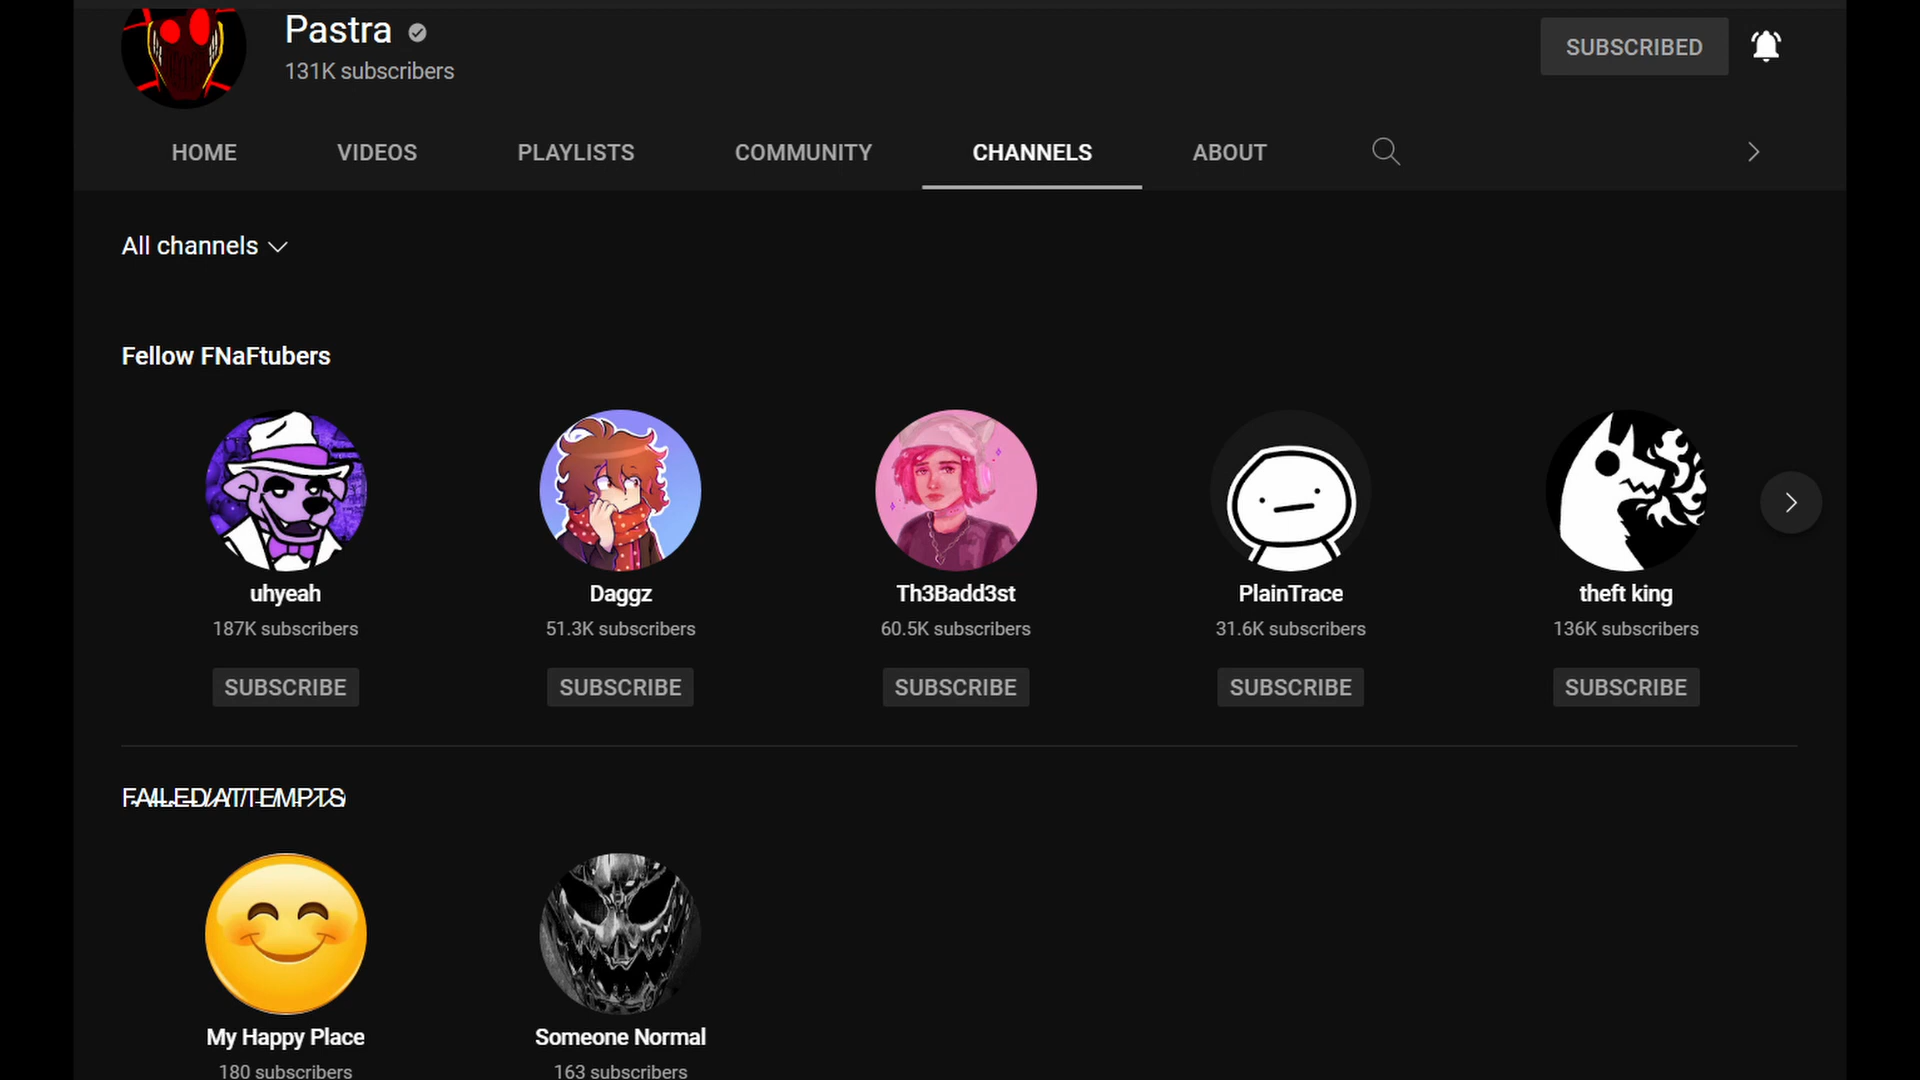 Pastra
131K subscribers
SUBSCRIBED
HOME VIDEOS PLAYLISTS COMMUNITY CHANNELS ABOUT
All channels
Fellow FNaFtubers
uhyeah Daggz Th3Badd3st PlainTrace theft king
187K subscribers 51.3K subscribers 60.5K subscribers 31.6K subscribers 136K subscribers
SUBSCRIBE SUBSCRIBE SUBSCRIBE SUBSCRIBE SUBSCRIBE
FAILED/ATTEMPTS
My Happy Place Someone Normal
180 subscribers 163 subscribers